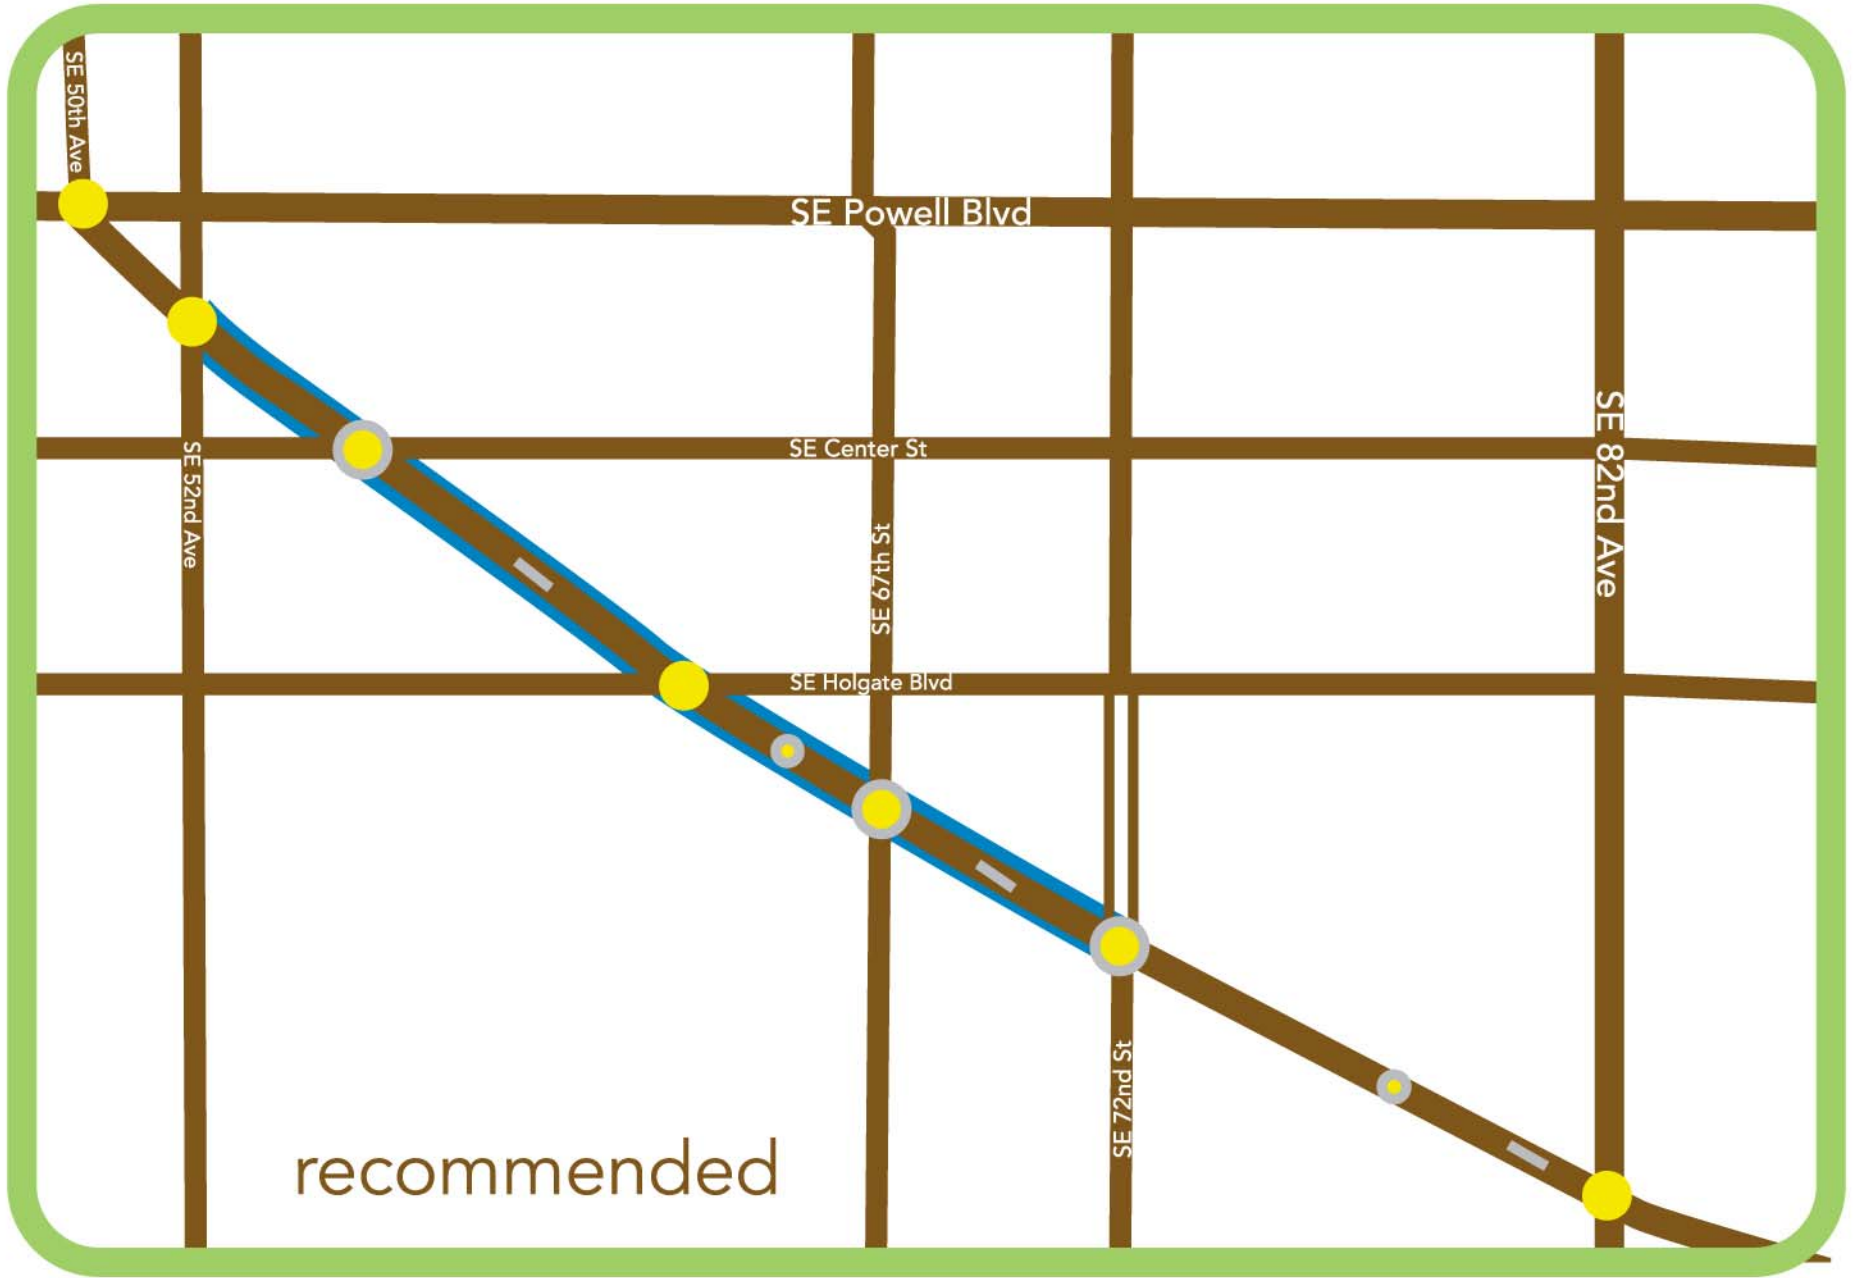 SE 50th Ave
SE Powell Blvd
SE Center St
SE 52nd Ave
SE 82nd Ave
SE 67th St
SE Holgate Blvd
SE 72nd St
recommended